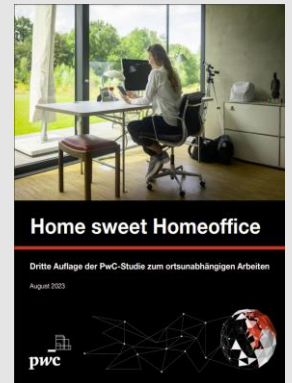 Home sweet Homeoffice
Dritte Auflage der PwC-Studie zum ortsunabhängigen Arbeiten
August 2023
pwc